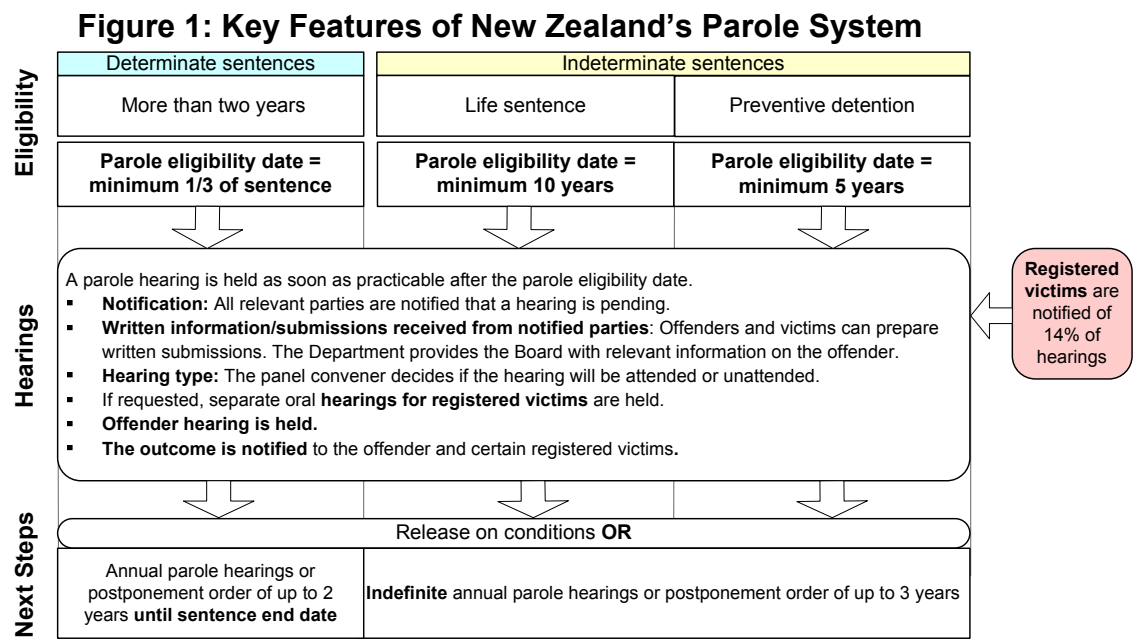 Figure 1: Key Features of New Zealand's Parole System
Eligibility
Determinate sentences
Indeterminate sentences
More than two years
Life sentence
Preventive detention
Parole eligibility date =
minimum 1/3 of sentence
Parole eligibility date =
minimum 10 years
Parole eligibility date =
minimum 5 years
Hearings
A parole hearing is held as soon as practicable after the parole eligibility date.
▪ Notification: All relevant parties are notified that a hearing is pending.
▪ Written information/submissions received from notified parties: Offenders and victims can prepare
written submissions. The Department provides the Board with relevant information on the offender.
▪ Hearing type: The panel convener decides if the hearing will be attended or unattended.
▪ If requested, separate oral hearings for registered victims are held.
▪ Offender hearing is held.
▪ The outcome is notified to the offender and certain registered victims.
Registered
victims are
notified of
14% of
hearings
Next Steps
Release on conditions OR
Annual parole hearings or
postponement order of up to 2
years until sentence end date
Indefinite annual parole hearings or postponement order of up to 3 years